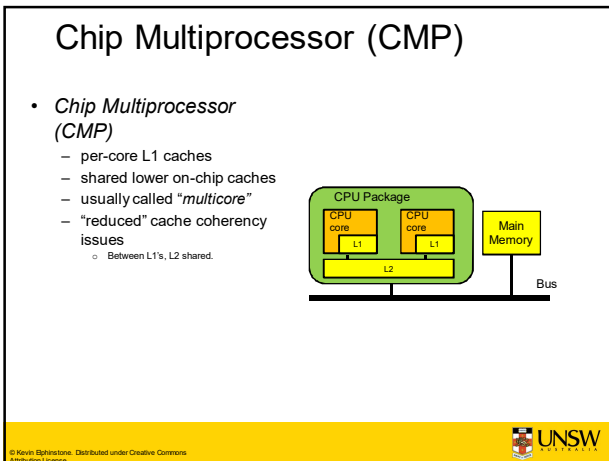 Chip Multiprocessor (CMP)
• Chip Multiprocessor
(CMP)
– per-core L1 caches
– shared lower on-chip caches
– usually called “multicore”
– “reduced” cache coherency
issues
○ Between L1’s, L2 shared.
CPU Package
CPU
core
L1
CPU
core
L1
L2
Main
Memory
Bus
© Kevin Elphinstone. Distributed under Creative Commons
Attribution License
UNSW
AUSTRALIA